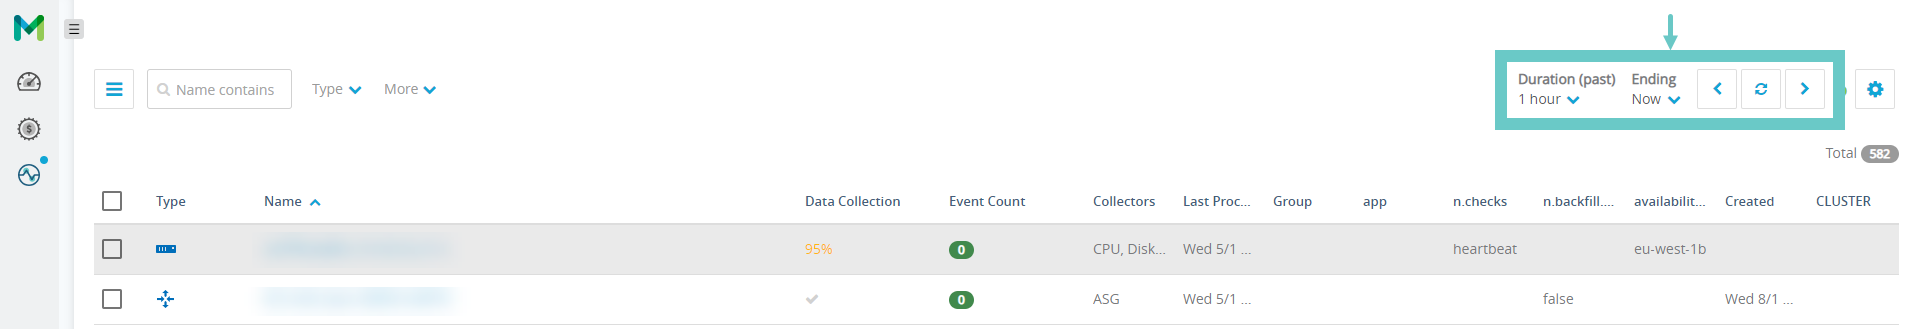 Name contains Type More
Duration (past) Ending
1 hour Now
Total 582
Type Name Data Collection Event Count Collectors Last Proc... Group app n.checks n.backfill.... availabilit... Created CLUSTER
95% 0 CPU, Disk... Wed 5/1 ... heartbeat eu-west-1b
0 ASG Wed 5/1 ... false Wed 8/1 ...